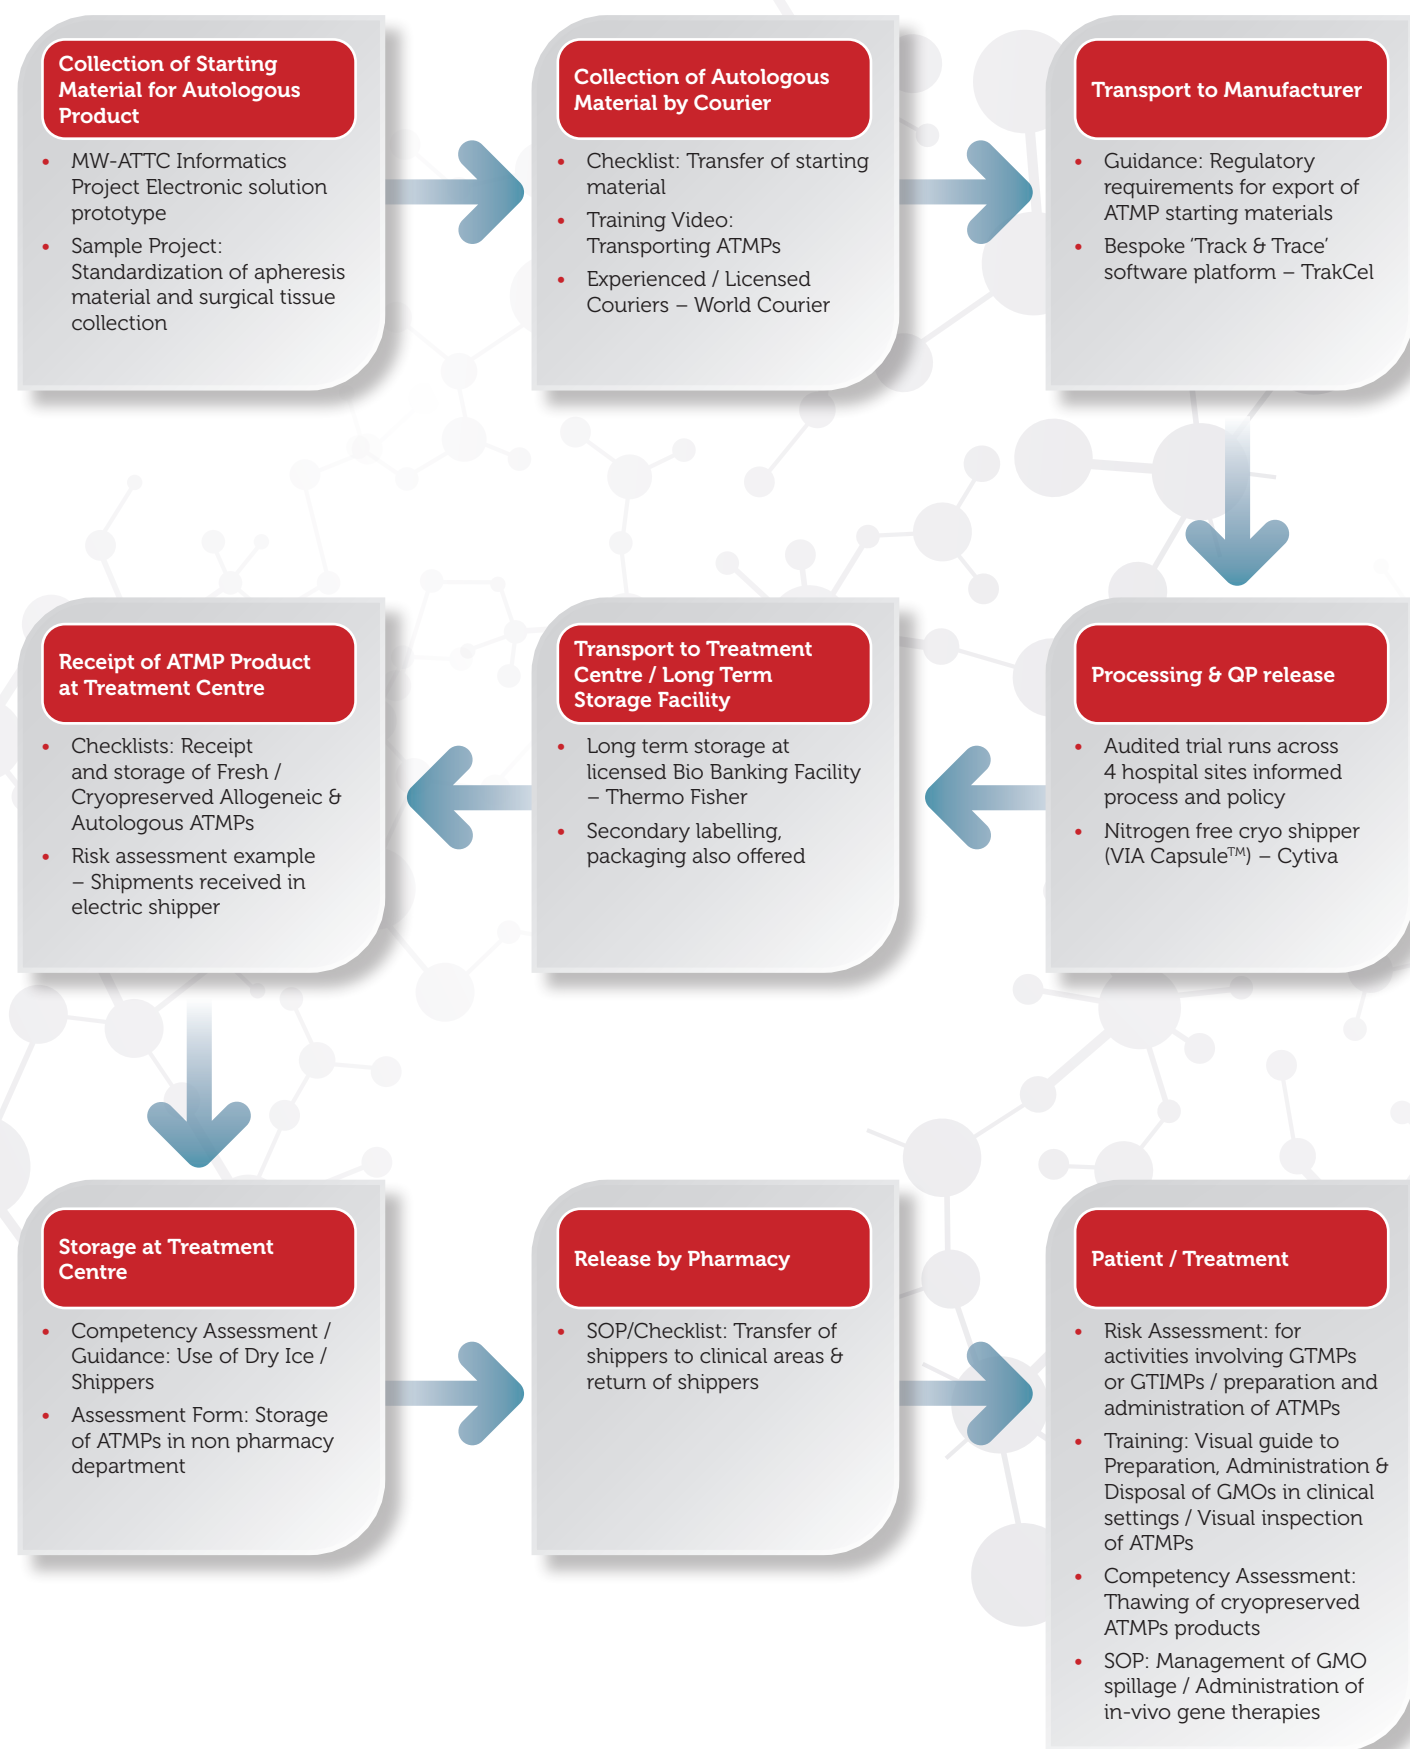 Collection of Starting
Material for Autologous
Product
• MW-ATTC Informatics
Project Electronic solution
prototype
• Sample Project:
Standardization of apheresis
material and surgical tissue
collection
Collection of Autologous
Material by Courier
• Checklist: Transfer of starting
material
• Training Video:
Transporting ATMPs
• Experienced / Licensed
Couriers – World Courier
Transport to Manufacturer
• Guidance: Regulatory
requirements for export of
ATMP starting materials
• Bespoke ‘Track & Trace’
software platform – TrakCel
Processing & QP release
• Audited trial runs across
4 hospital sites informed
process and policy
• Nitrogen free cryo shipper
(VIA Capsule™) – Cytiva
Transport to Treatment
Centre / Long Term
Storage Facility
• Long term storage at
licensed Bio Banking Facility
– Thermo Fisher
• Secondary labelling,
packaging also offered
Receipt of ATMP Product
at Treatment Centre
• Checklists: Receipt
and storage of Fresh /
Cryopreserved Allogeneic &
Autologous ATMPs
• Risk assessment example
– Shipments received in
electric shipper
Storage at Treatment
Centre
• Competency Assessment /
Guidance: Use of Dry Ice /
Shippers
• Assessment Form: Storage
of ATMPs in non pharmacy
department
Release by Pharmacy
• SOP/Checklist: Transfer of
shippers to clinical areas &
return of shippers
Patient / Treatment
• Risk Assessment: for
activities involving GTMPs
or GTIMPs / preparation and
administration of ATMPs
• Training: Visual guide to
Preparation, Administration &
Disposal of GMOs in clinical
settings / Visual inspection
of ATMPs
• Competency Assessment:
Thawing of cryopreserved
ATMPs products
• SOP: Management of GMO
spillage / Administration of
in-vivo gene therapies